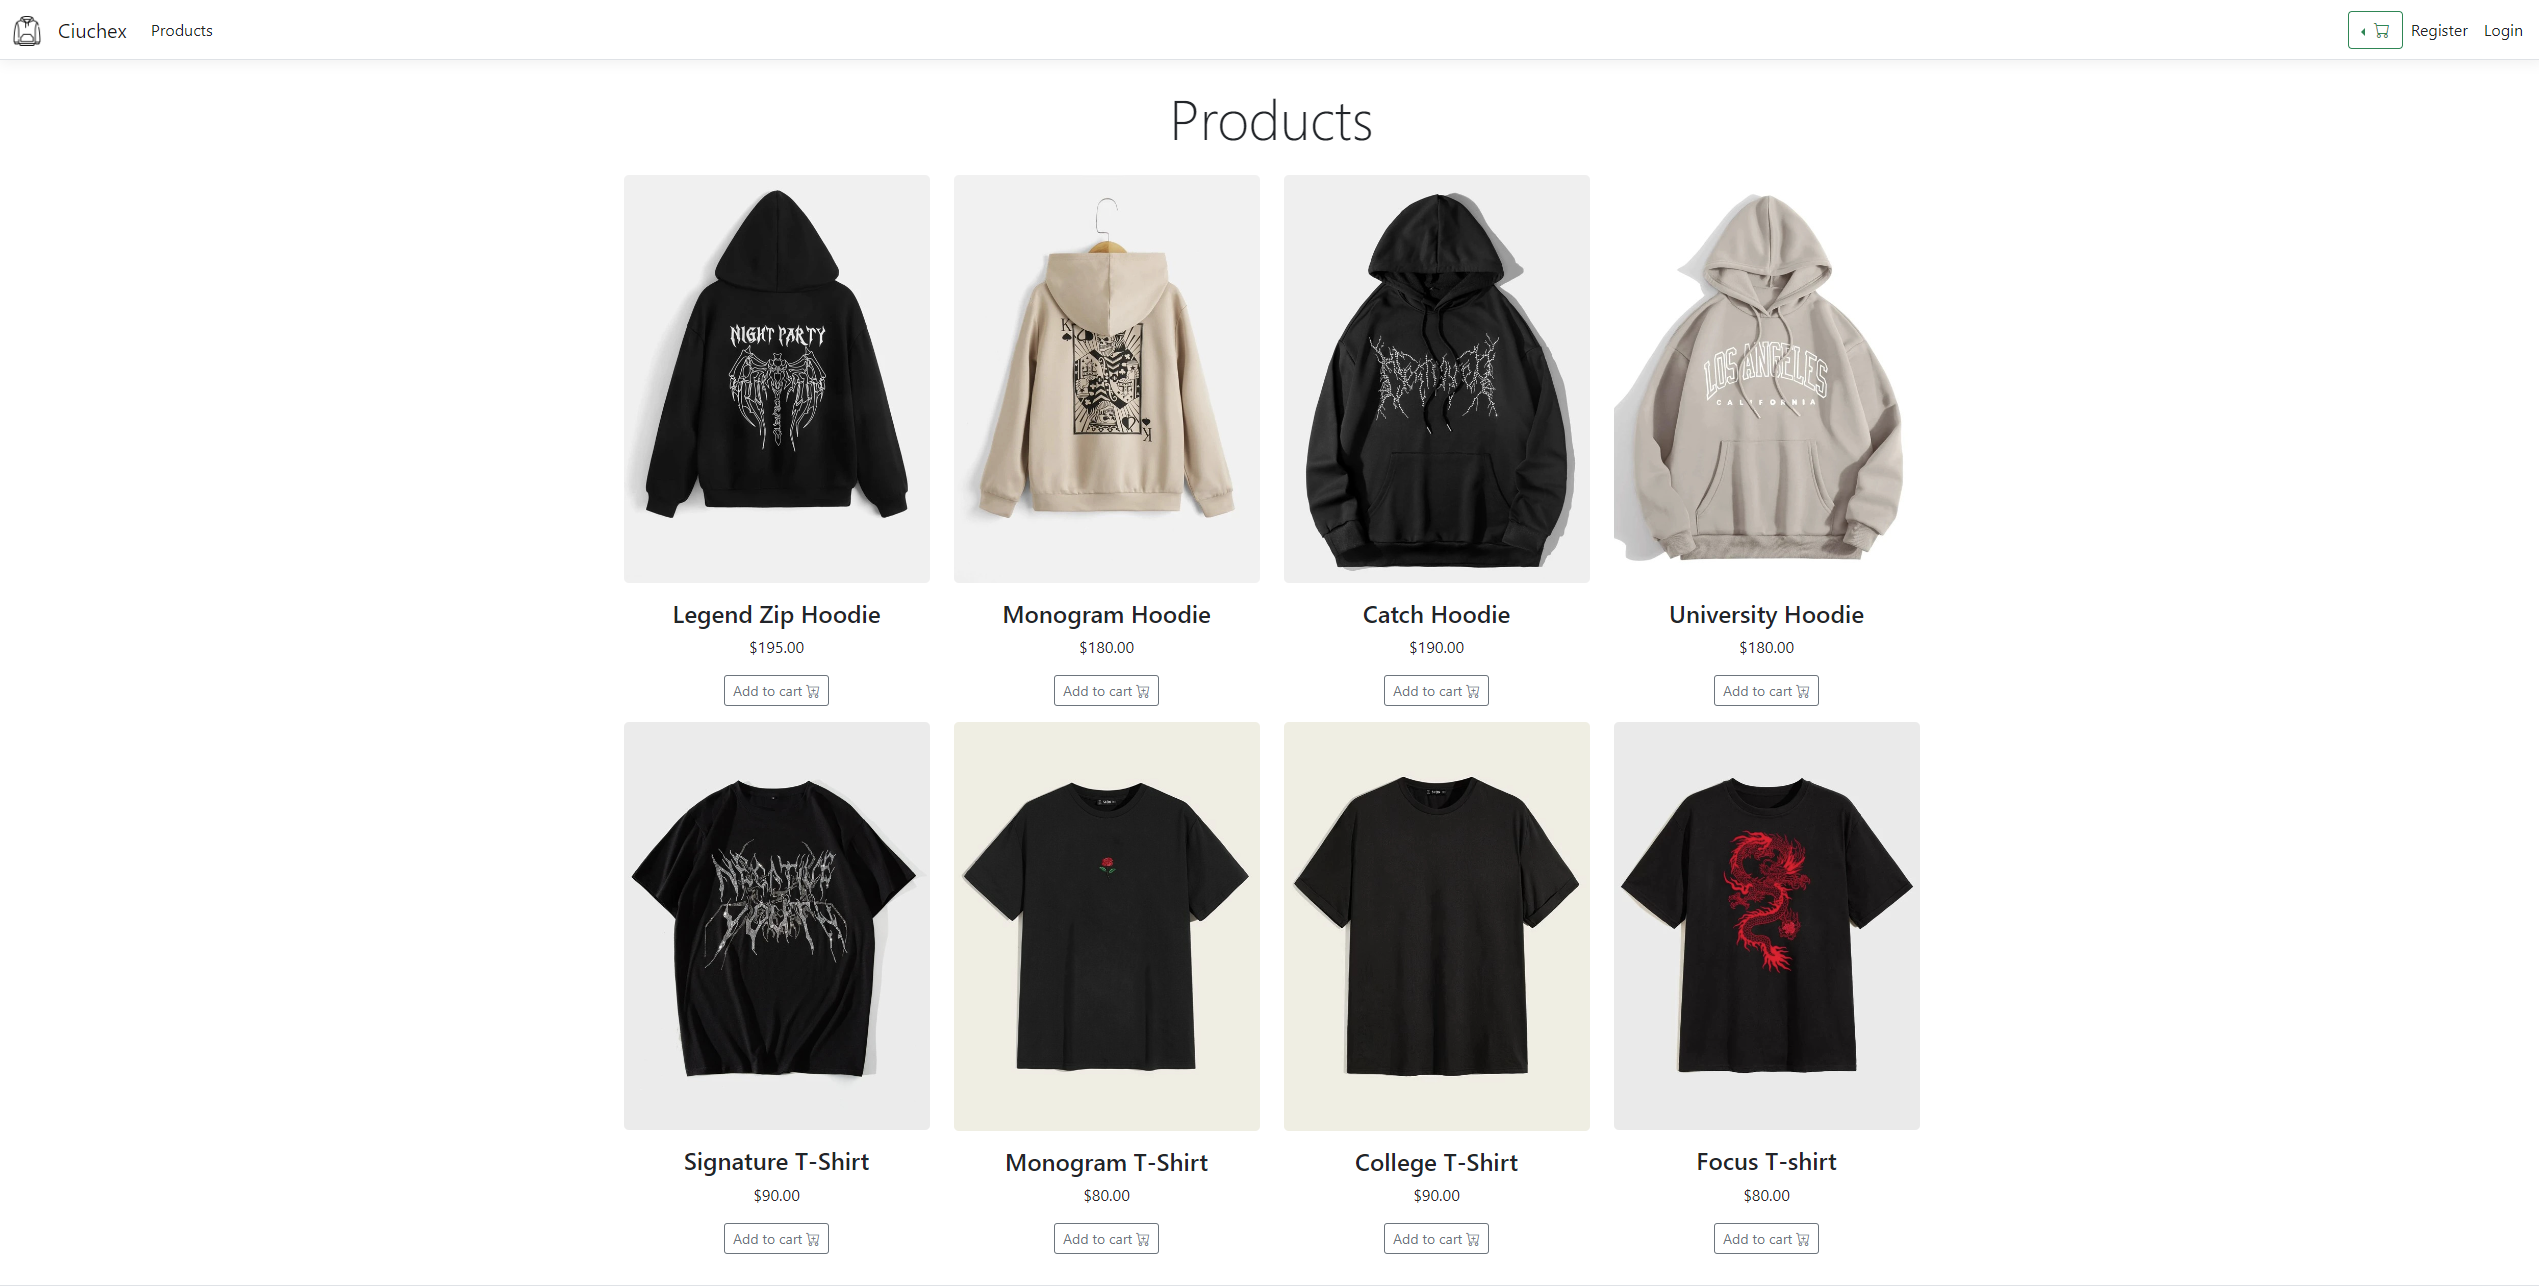 Ciuchex Products Register Login
Products
NIGHT PARTY
K
K
LOS ANGELES
CALIFORNIA
Legend Zip Hoodie Monogram Hoodie Catch Hoodie University Hoodie
$195.00 $180.00 $190.00 $180.00
Add to cart Add to cart Add to cart Add to cart
NEGATIVE
Signature T-Shirt Monogram T-Shirt College T-Shirt Focus T-shirt
$90.00 $80.00 $90.00 $80.00
Add to cart Add to cart Add to cart Add to cart